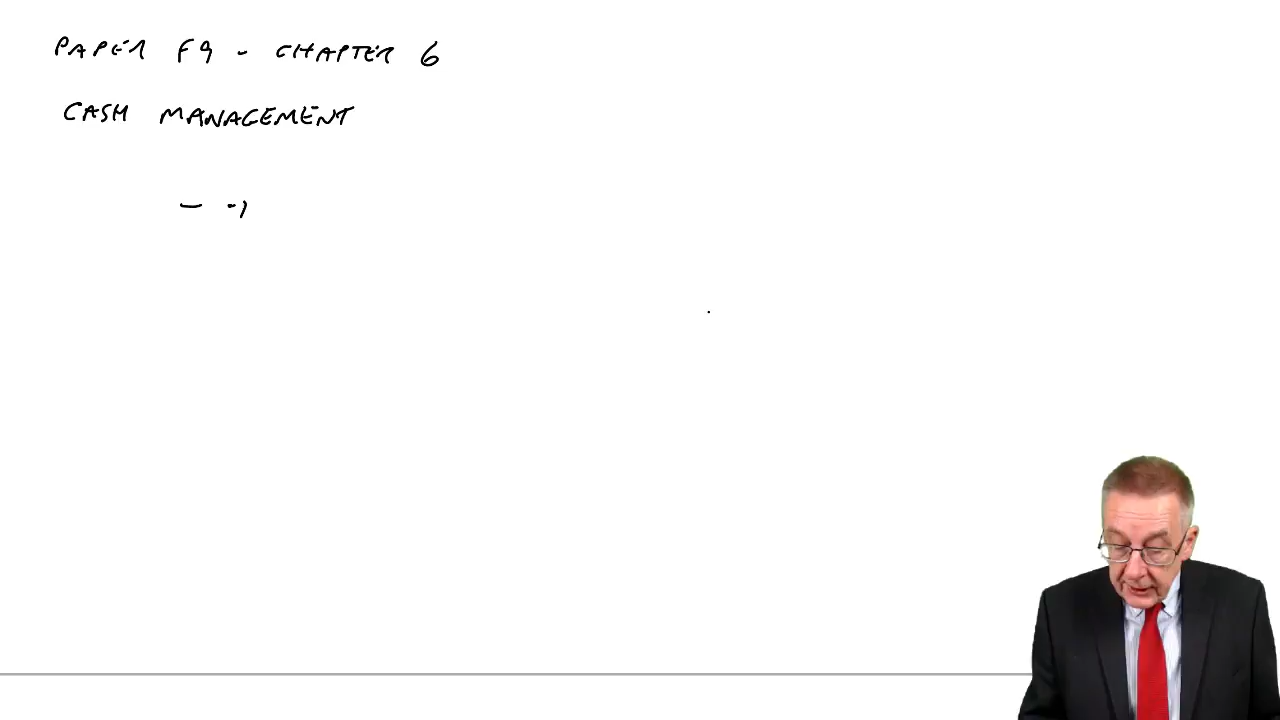 PAPER F9 - CHAPTER 6
CASH MANAGEMENT
-